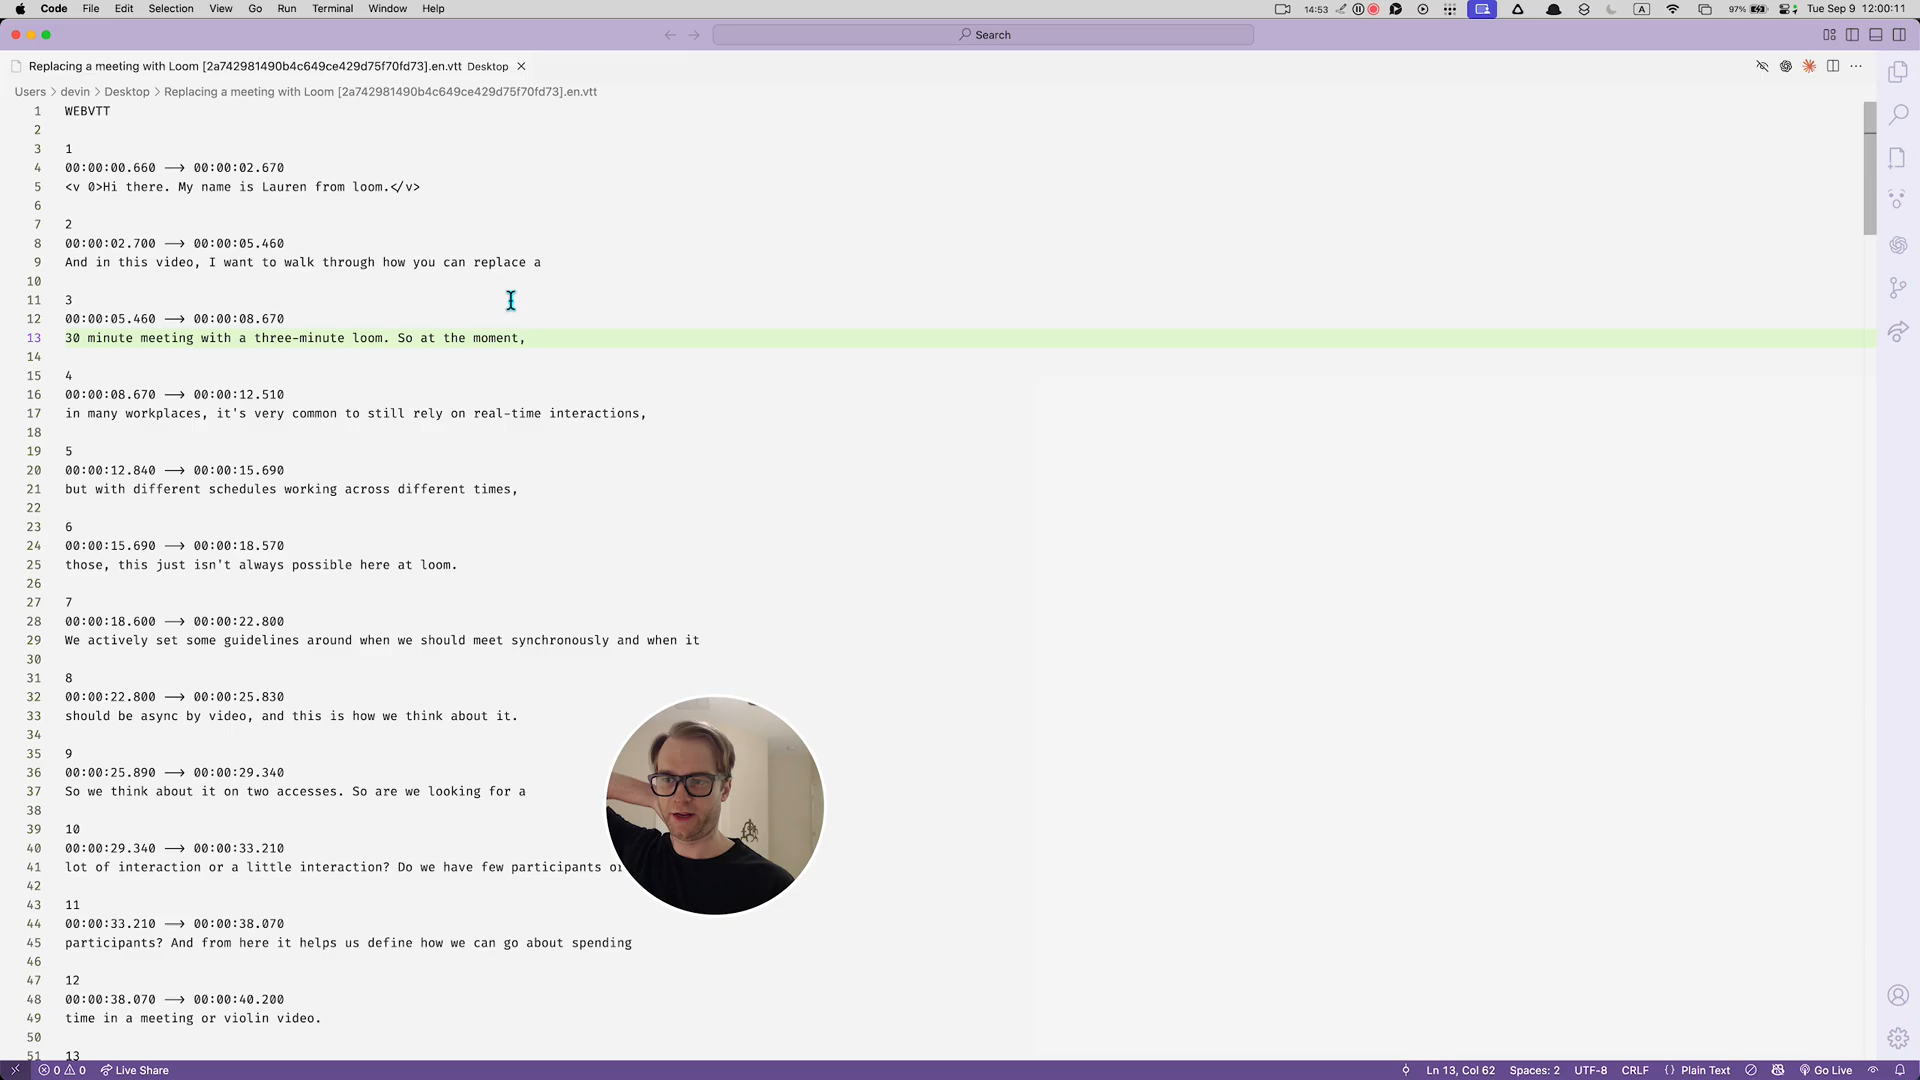 Code File Edit Selection View Go Run Terminal Window Help 14:53 A 97% Tue Sep 9 12:00:11
Search
Replacing a meeting with Loom [2a742981490b4c649ce429d75f70fd73].en.vtt Desktop
Users > devin > Desktop > Replacing a meeting with Loom [2a742981490b4c649ce429d75f70fd73].en.vtt
1 WEBVTT
2
3 1
4 00:00:00.660 --> 00:00:02.670
5 <v 0>Hi there. My name is Lauren from loom.</v>
6
7 2
8 00:00:02.700 --> 00:00:05.460
9 And in this video, I want to walk through how you can replace a
10
11 3
12 00:00:05.460 --> 00:00:08.670
13 30 minute meeting with a three-minute loom. So at the moment,
14
15 4
16 00:00:08.670 --> 00:00:12.510
17 in many workplaces, it's very common to still rely on real-time interactions,
18
19 5
20 00:00:12.840 --> 00:00:15.690
21 but with different schedules working across different times,
22
23 6
24 00:00:15.690 --> 00:00:18.570
25 those, this just isn't always possible here at loom.
26
27 7
28 00:00:18.600 --> 00:00:22.800
29 We actively set some guidelines around when we should meet synchronously and when it
30
31 8
32 00:00:22.800 --> 00:00:25.830
33 should be async by video, and this is how we think about it.
34
35 9
36 00:00:25.890 --> 00:00:29.340
37 So we think about it on two accesses. So are we looking for a
38
39 10
40 00:00:29.340 --> 00:00:33.210
41 lot of interaction or a little interaction? Do we have few participants or
42
43 11
44 00:00:33.210 --> 00:00:38.070
45 participants? And from here it helps us define how we can go about spending
46
47 12
48 00:00:38.070 --> 00:00:40.200
49 time in a meeting or violin video.
50
51 13
0 0 Live Share Ln 13, Col 62 Spaces: 2 UTF-8 CRLF {} Plain Text Go Live